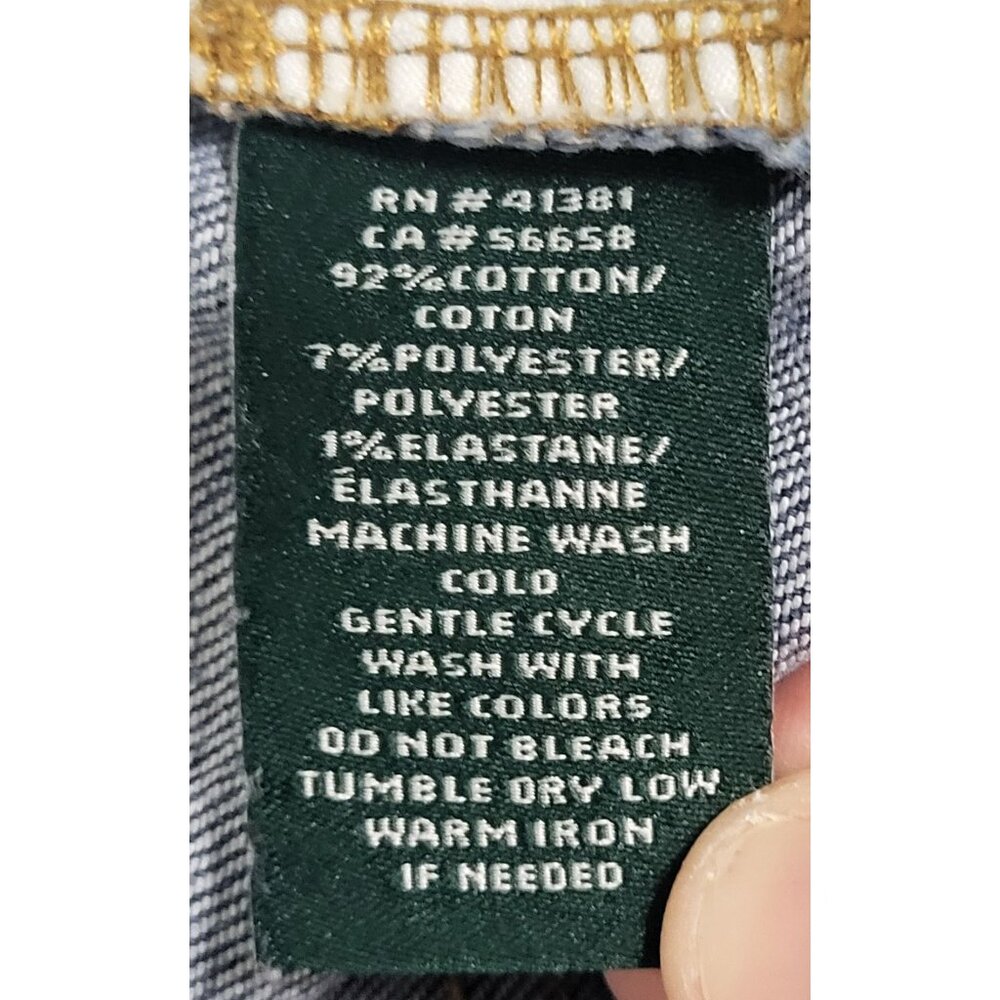 RN # 41381
CA # 56658
92% COTTON/
COTON
7% POLYESTER/
POLYESTER
1% ELASTANE/
ÉLASTHANNE
MACHINE WASH
COLD
GENTLE CYCLE
WASH WITH
LIKE COLORS
DO NOT BLEACH
TUMBLE DRY LOW
WARM IRON
IF NEEDED